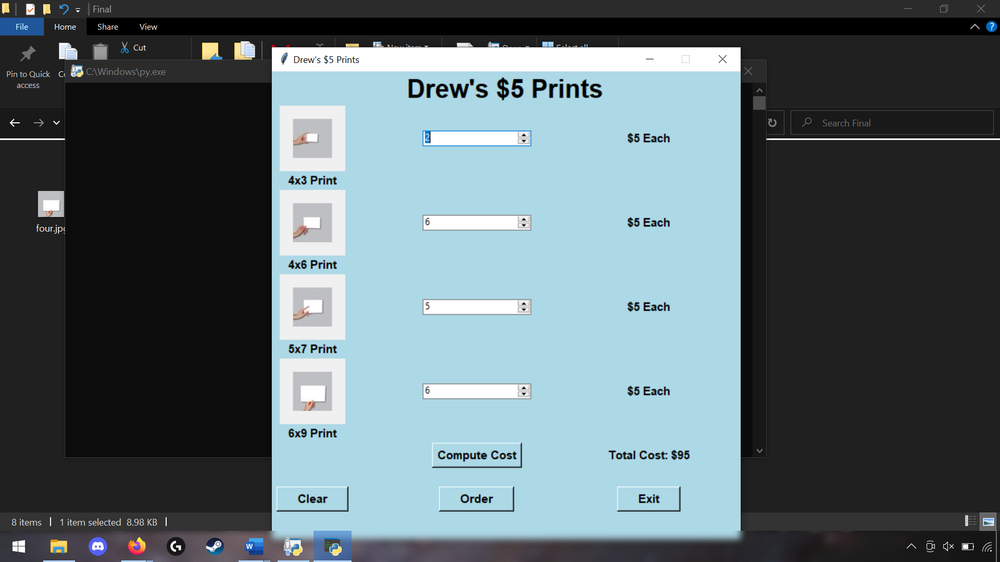 Final
File
Home
Share
View
Cut
Pin to Quick
access
Select all
C:\Windows\py.exe
Drew's $5 Prints
Drew's $5 Prints
Search Final
2
$5 Each
4x3 Print
6
$5 Each
4x6 Print
5
$5 Each
5x7 Print
6
$5 Each
6x9 Print
four.jpg
Compute Cost
Total Cost: $95
Clear
Order
Exit
8 items
1 item selected 8.98 KB